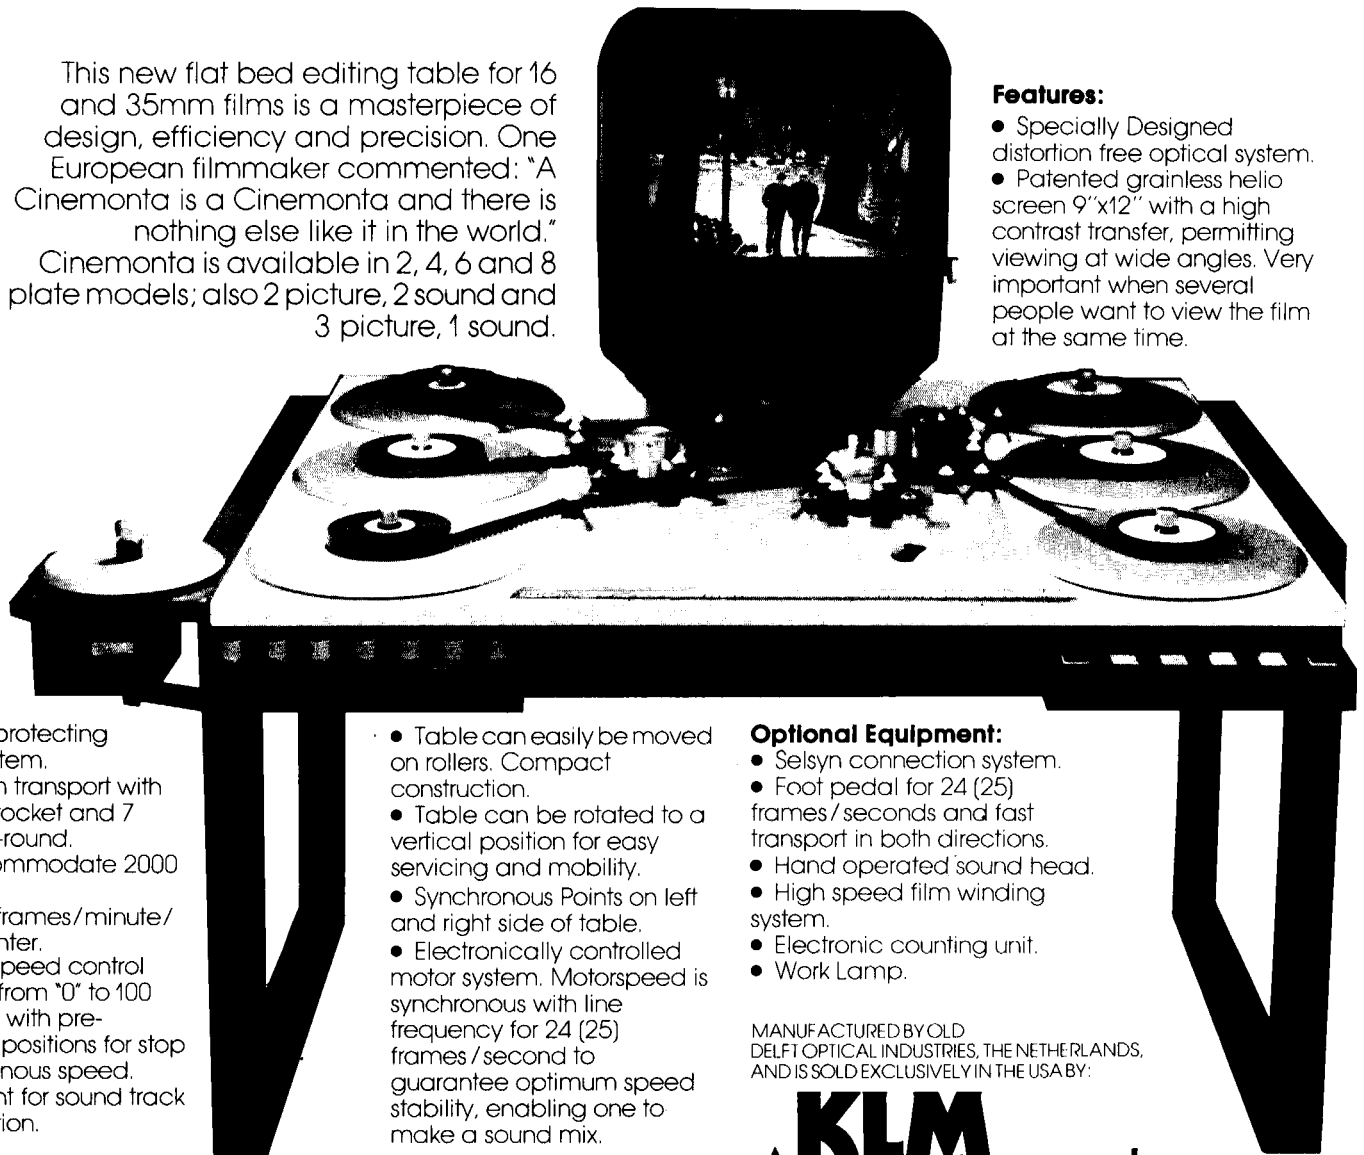 This new flat bed editing table for 16
and 35mm films is a masterpiece of
design, efficiency and precision. One
European filmmaker commented: "A
Cinemonta is a Cinemonta and there is
nothing else like it in the world."
Cinemonta is available in 2, 4, 6 and 8
plate models; also 2 picture, 2 sound and
3 picture, 1 sound.
Features:
• Specially Designed
distortion free optical system.
• Patented grainless helio
screen 9"x12" with a high
contrast transfer, permitting
viewing at wide angles. Very
important when several
people want to view the film
at the same time.
protecting
transport with
and 7
2000
frames/minute/
speed control
from "0" to 100
with pre-
positions for stop
speed.
for sound track
• Table can easily be moved
on rollers. Compact
construction.
• Table can be rotated to a
vertical position for easy
servicing and mobility.
• Synchronous Points on left
and right side of table.
• Electronically controlled
motor system. Motorspeed is
synchronous with line
frequency for 24 (25)
frames/second to
guarantee optimum speed
stability, enabling one to
make a sound mix.
Optional Equipment:
• Selsyn connection system.
• Foot pedal for 24 (25)
frames/seconds and fast
transport in both directions.
• Hand operated sound head.
• High speed film winding
system.
• Electronic counting unit.
• Work Lamp.
MANUFACTURED BY OLD
DELFT OPTICAL INDUSTRIES, THE NETHERLANDS,
AND IS SOLD EXCLUSIVELY IN THE USA BY:
KLM